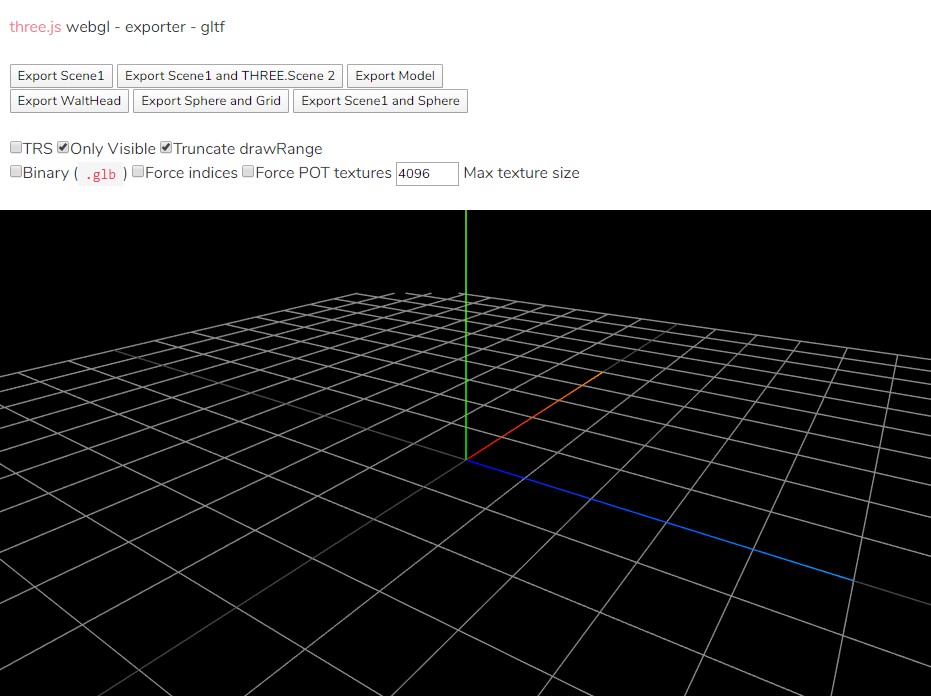 three.js webgl - exporter - gltf
Export Scene1 Export Scene1 and THREE.Scene 2 Export Model
Export WaltHead Export Sphere and Grid Export Scene1 and Sphere
TRS Only Visible Truncate drawRange
Binary ( .glb ) Force indices Force POT textures 4096 Max texture size